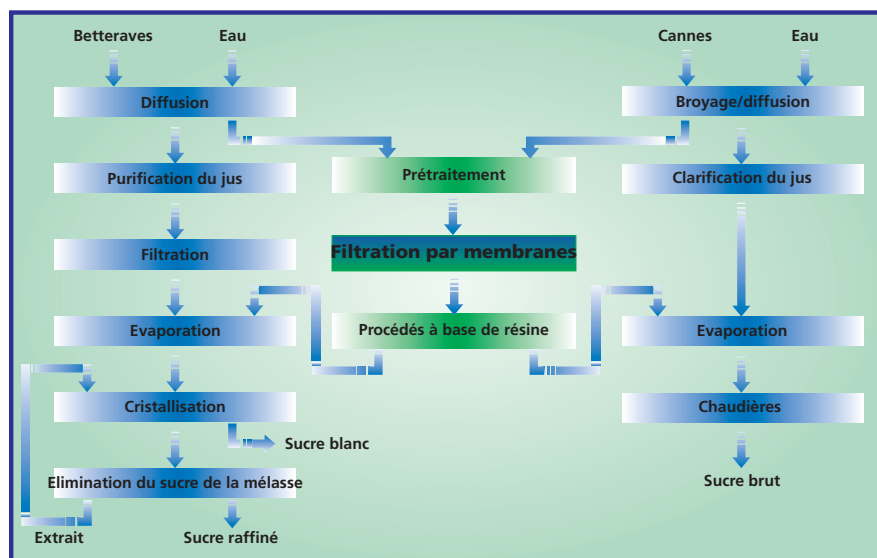 Betteraves Eau Cannes Eau
Diffusion Broyage/diffusion
Purification du jus Prétraitement Clarification du jus
Filtration Filtration par membranes
Evaporation Procédés à base de résine Evaporation
Cristallisation Chaudières
Sucre blanc
Elimination du sucre de la mélasse Sucre brut
Extrait Sucre raffiné